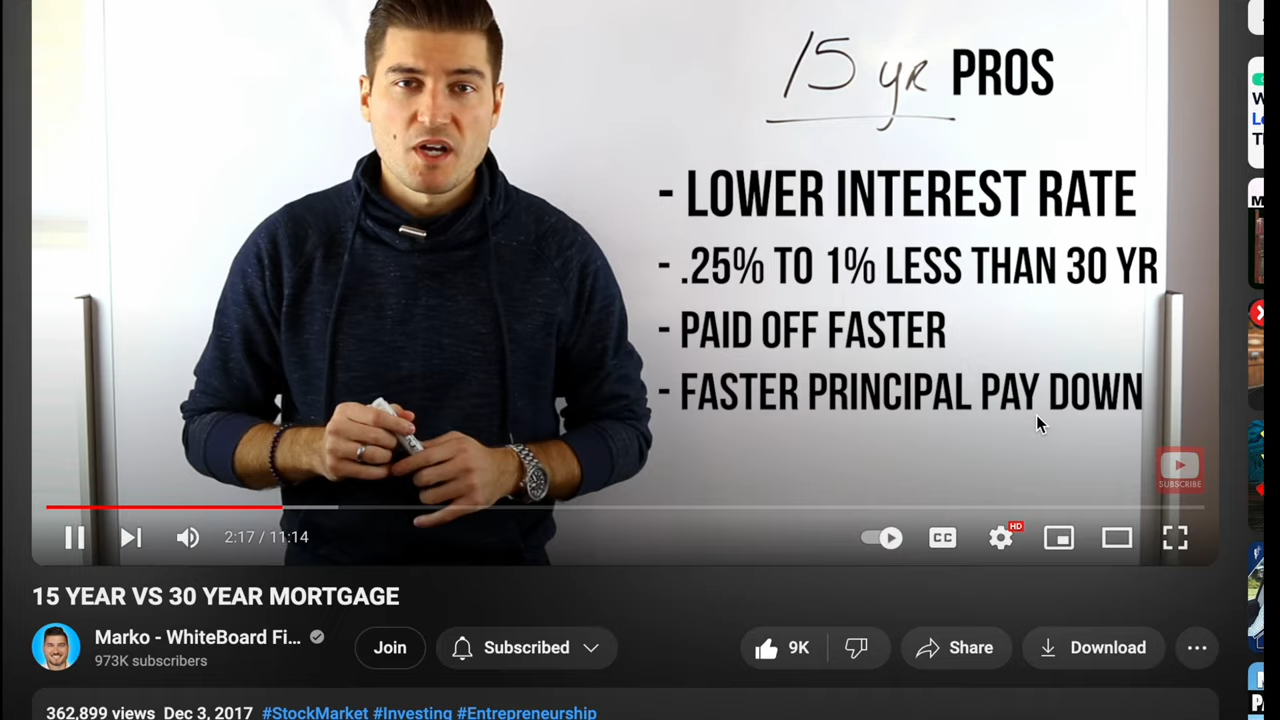 15 yr PROS
- LOWER INTEREST RATE
- .25% TO 1% LESS THAN 30 YR
- PAID OFF FASTER
- FASTER PRINCIPAL PAY DOWN
SUBSCRIBE
2:17 / 11:14
CC
HD
15 YEAR VS 30 YEAR MORTGAGE
Marko - WhiteBoard Fi...
973K subscribers
Join
Subscribed
9K
Share
Download
362,899 views Dec 3, 2017 #StockMarket #Investing #Entrepreneurship